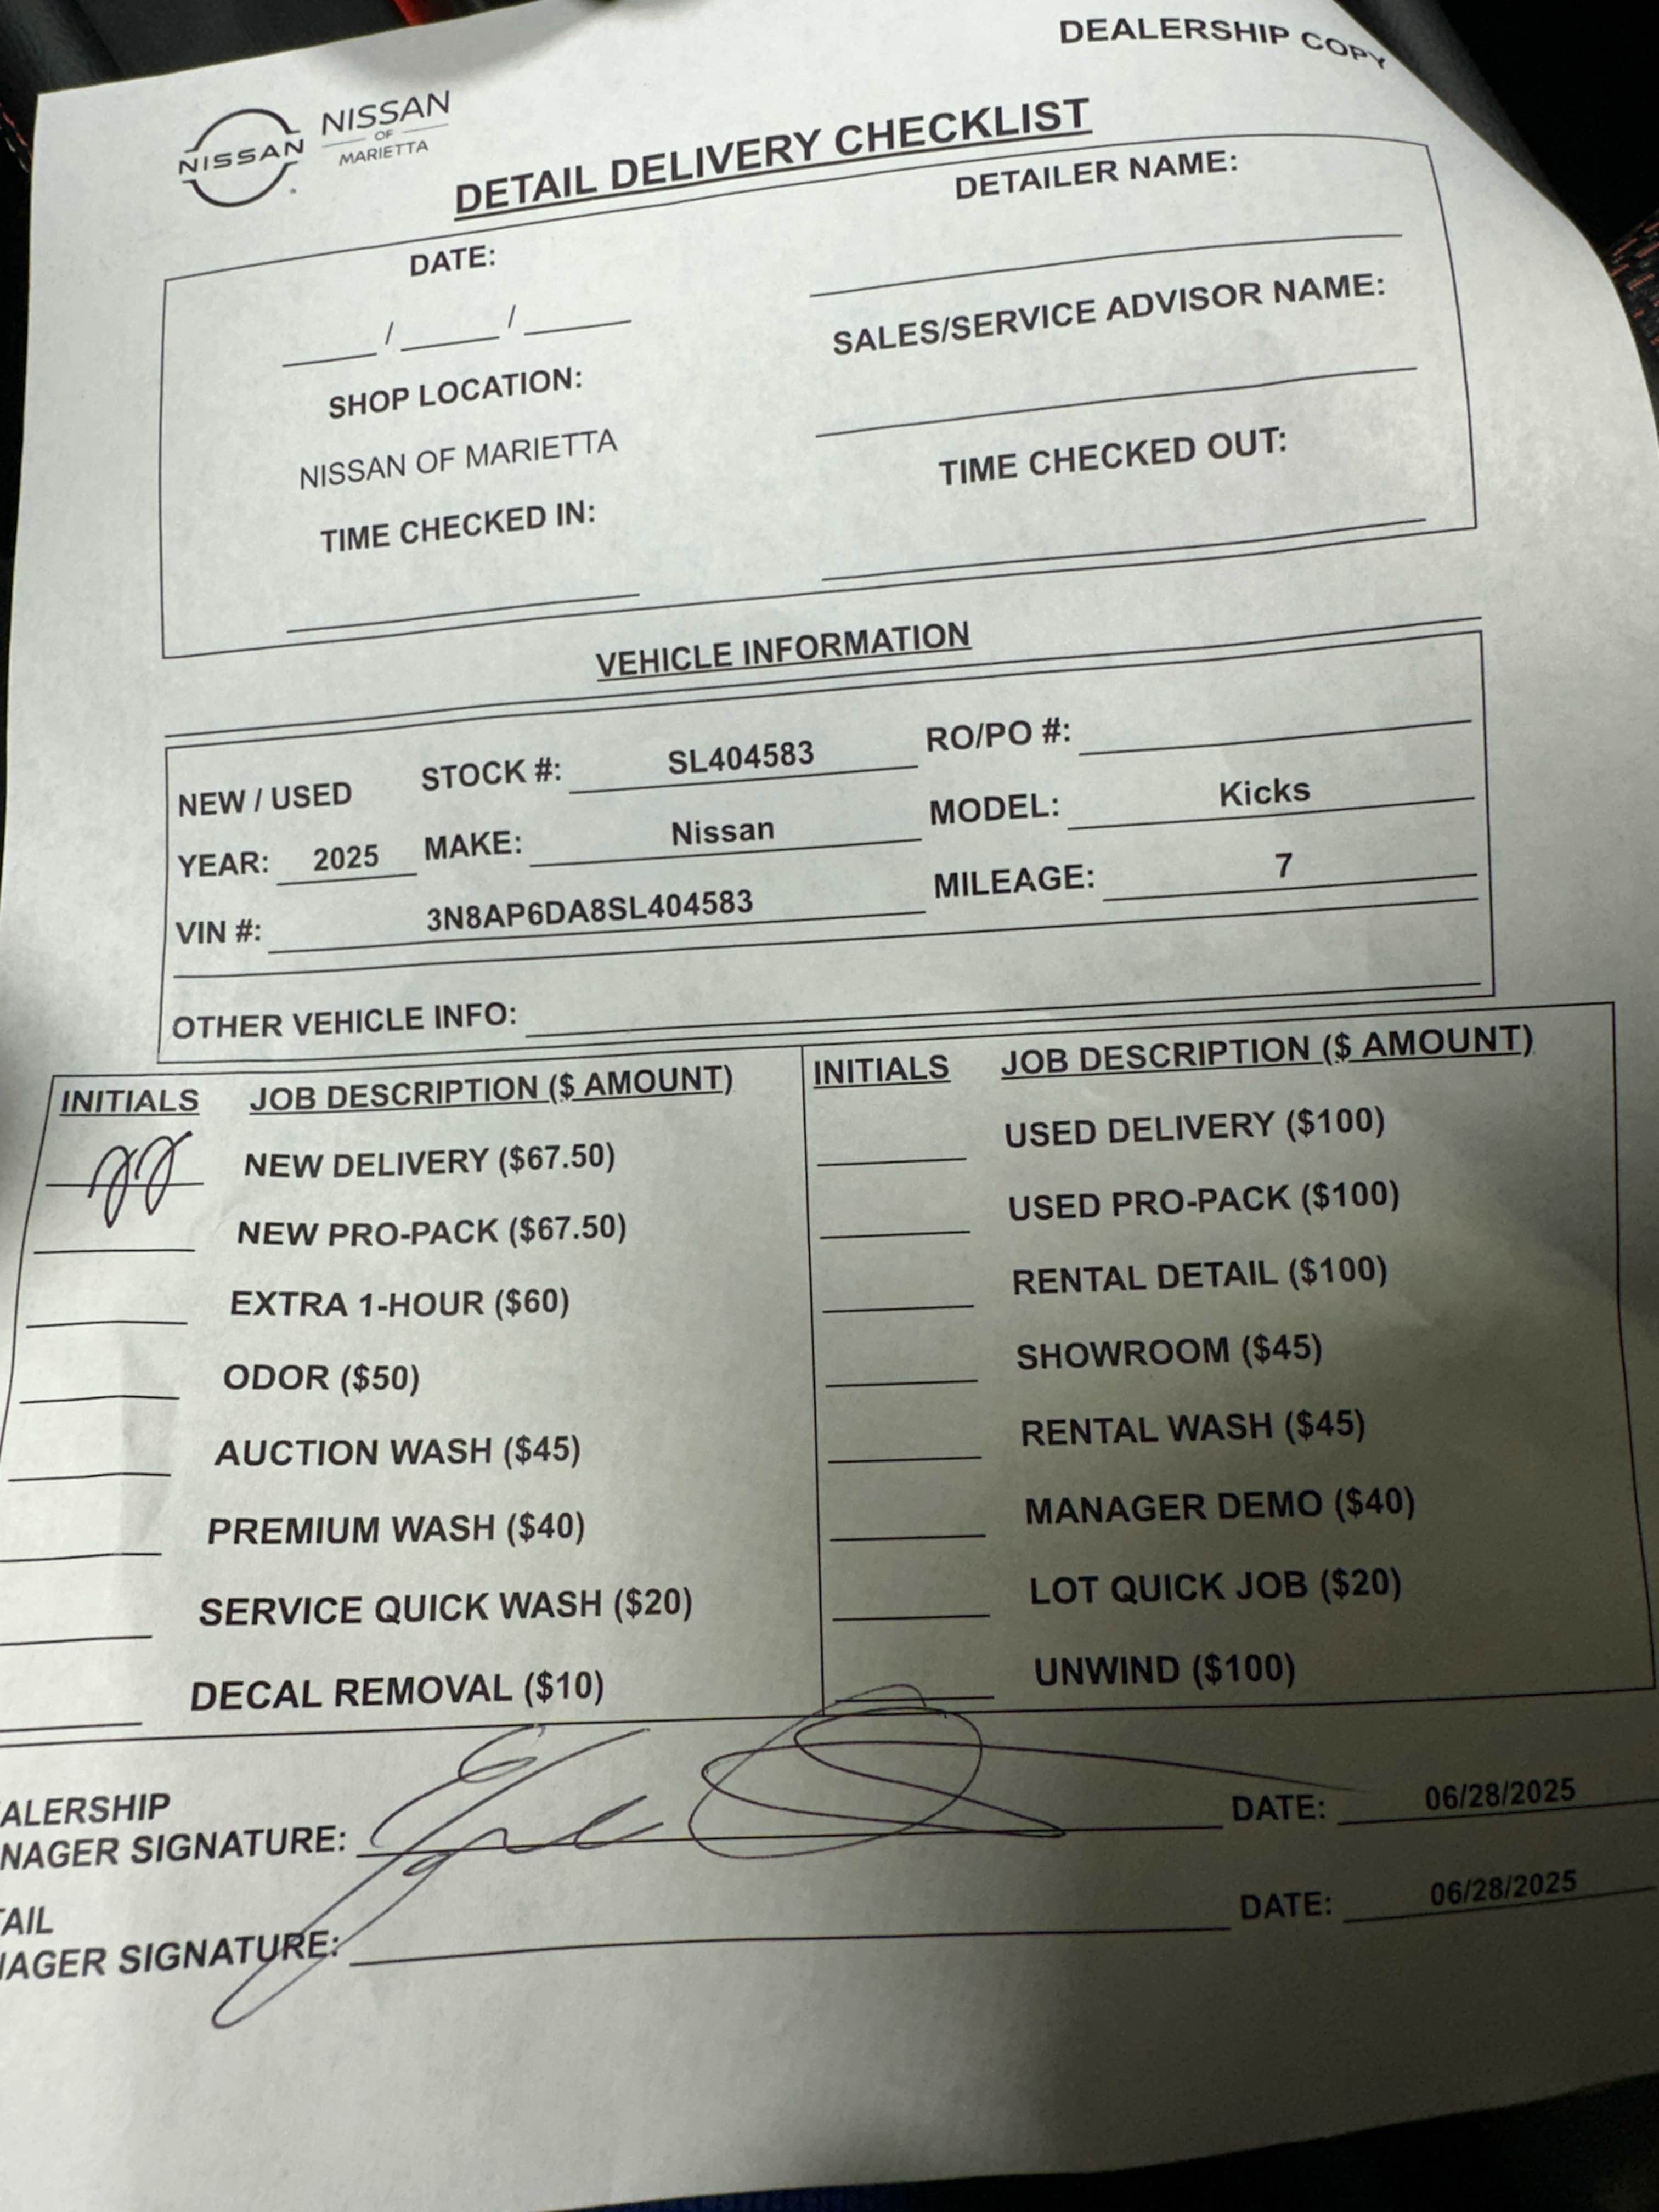 DEALERSHIP COPY
NISSAN
NISSAN
OF
MARIETTA
DETAIL DELIVERY CHECKLIST
DATE:
DETAILER NAME:
/ /
SALES/SERVICE ADVISOR NAME:
SHOP LOCATION:
NISSAN OF MARIETTA
TIME CHECKED IN:
TIME CHECKED OUT:
VEHICLE INFORMATION
NEW / USED STOCK #: SL404583 RO/PO #:
YEAR: 2025 MAKE: Nissan MODEL: Kicks
VIN #: 3N8AP6DA8SL404583 MILEAGE: 7
OTHER VEHICLE INFO:
INITIALS JOB DESCRIPTION ($ AMOUNT)
NEW DELIVERY ($67.50)
NEW PRO-PACK ($67.50)
EXTRA 1-HOUR ($60)
ODOR ($50)
AUCTION WASH ($45)
PREMIUM WASH ($40)
SERVICE QUICK WASH ($20)
DECAL REMOVAL ($10)
INITIALS JOB DESCRIPTION ($ AMOUNT)
USED DELIVERY ($100)
USED PRO-PACK ($100)
RENTAL DETAIL ($100)
SHOWROOM ($45)
RENTAL WASH ($45)
MANAGER DEMO ($40)
LOT QUICK JOB ($20)
UNWIND ($100)
ALERSHIP
NAGER SIGNATURE: DATE: 06/28/2025
AIL
AGER SIGNATURE: DATE: 06/28/2025